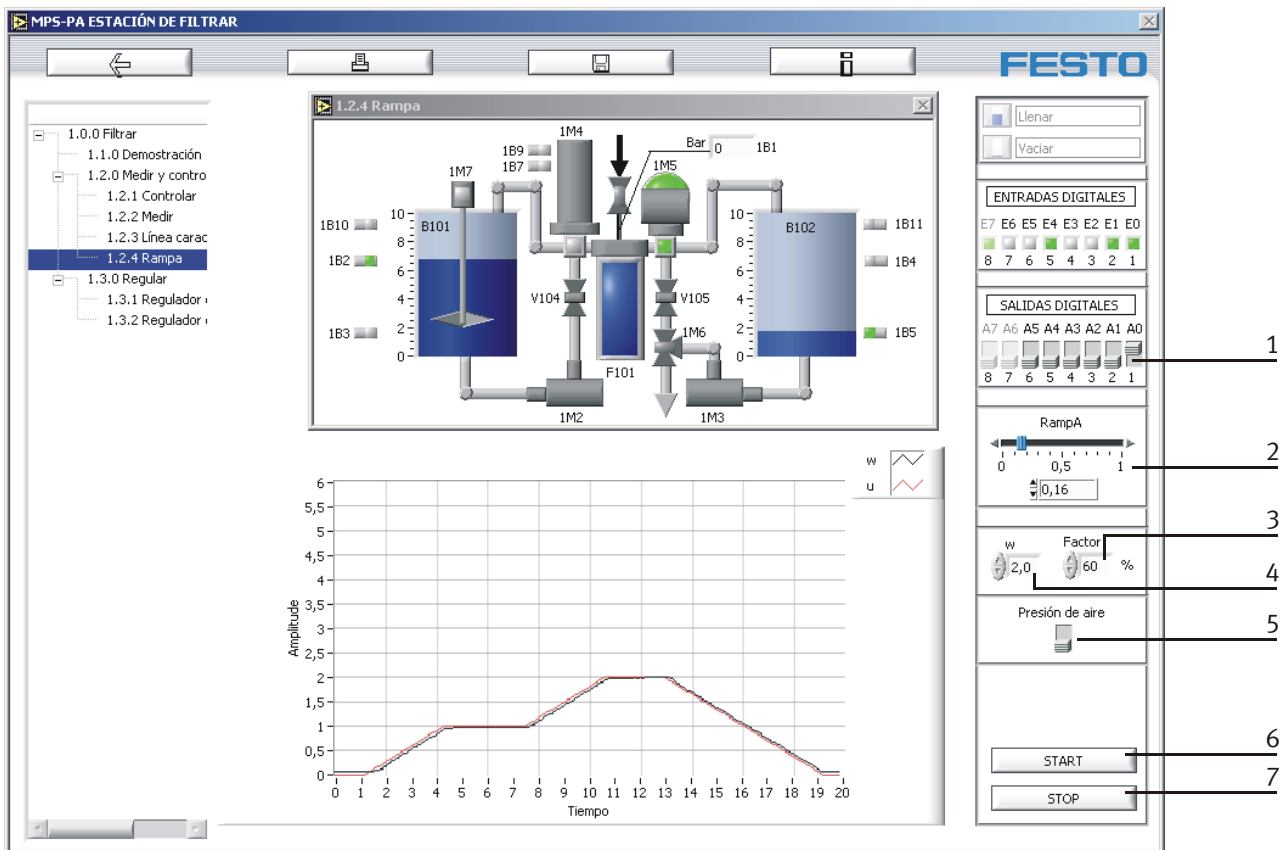 MPS-PA ESTACIÓN DE FILTRAR
FESTO
1.0.0 Filtrar
1.1.0 Demostración
1.2.0 Medir y contro
1.2.1 Controlar
1.2.2 Medir
1.2.3 Línea carac
1.2.4 Rampa
1.3.0 Regular
1.3.1 Regulador
1.3.2 Regulador
1.2.4 Rampa
1M4
1B9
1B7
Bar 0 1B1
1M7
1M5
1B10
10
B101
10
B102
1B11
8
8
1B2
1B4
6
6
4
V104
V105
4
1B3
2
1M6
2
1B5
0
0
F101
1M2
1M3
w
u
6
5,5
5
4,5
4
3,5
3
2,5
2
1,5
1
0,5
0
Amplitude
0 1 2 3 4 5 6 7 8 9 10 11 12 13 14 15 16 17 18 19 20
Tiempo
Llenar
Vaciar
ENTRADAS DIGITALES
E7 E6 E5 E4 E3 E2 E1 E0
8 7 6 5 4 3 2 1
SALIDAS DIGITALES
A7 A6 A5 A4 A3 A2 A1 A0
8 7 6 5 4 3 2 1
RampA
0 0,5 1
0,16
w Factor
2,0 60 %
Presión de aire
START
STOP
1
2
3
4
5
6
7